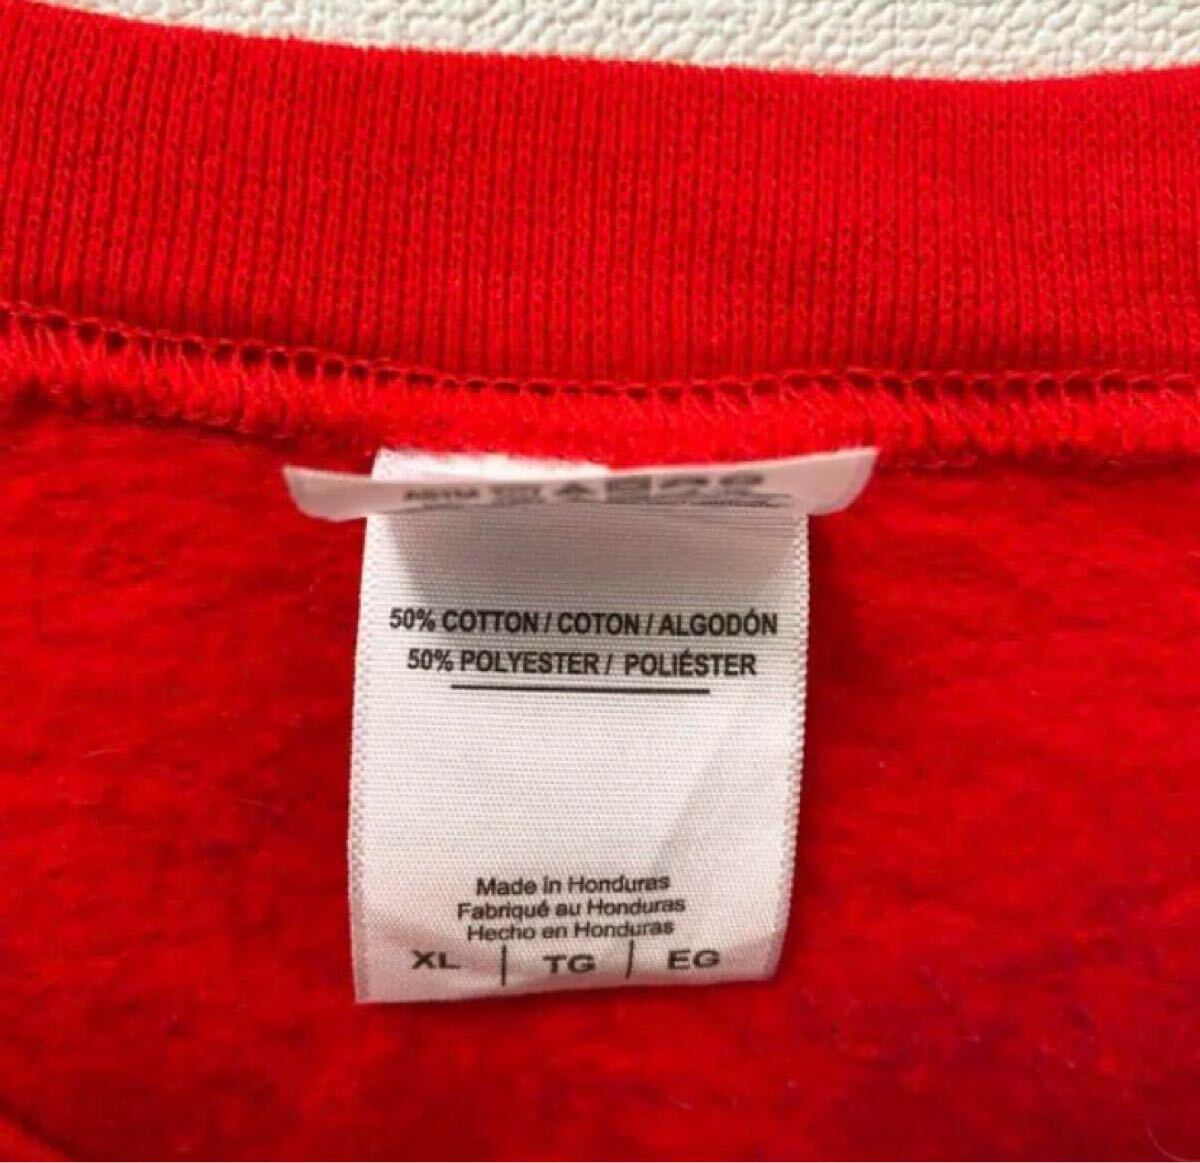 ASTM
50% COTTON / COTON / ALGODÓN
50% POLYESTER / POLIÉSTER
Made in Honduras
Fabriqué au Honduras
Hecho en Honduras
XL | TG | EG